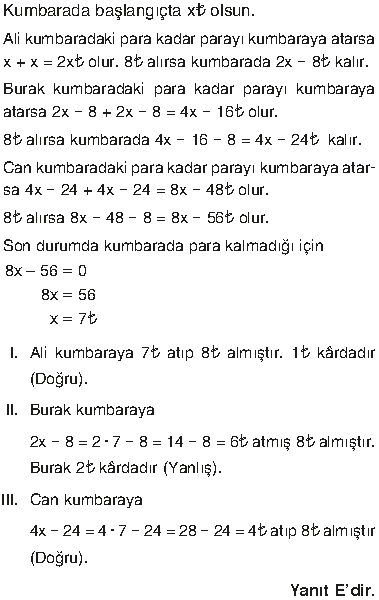 Kumbarada başlangıçta x₺ olsun.
Ali kumbaradaki para kadar parayı kumbaraya atarsa
x + x = 2x₺ olur. 8₺ alırsa kumbarada 2x – 8₺ kalır.
Burak kumbaradaki para kadar parayı kumbaraya
atarsa 2x – 8 + 2x – 8 = 4x – 16₺ olur.
8₺ alırsa kumbarada 4x – 16 – 8 = 4x – 24₺ kalır.
Can kumbaradaki para kadar parayı kumbaraya atar-
sa 4x – 24 + 4x – 24 = 8x – 48₺ olur.
8₺ alırsa 8x – 48 – 8 = 8x – 56₺ olur.
Son durumda kumbarada para kalmadığı için
8x – 56 = 0
8x = 56
x = 7₺
I. Ali kumbaraya 7₺ atıp 8₺ almıştır. 1₺ kârdadır
(Doğru).
II. Burak kumbaraya
2x – 8 = 2 · 7 – 8 = 14 – 8 = 6₺ atmış 8₺ almıştır.
Burak 2₺ kârdadır (Yanlış).
III. Can kumbaraya
4x – 24 = 4 · 7 – 24 = 28 – 24 = 4₺ atıp 8₺ almıştır
(Doğru).
Yanıt E'dir.